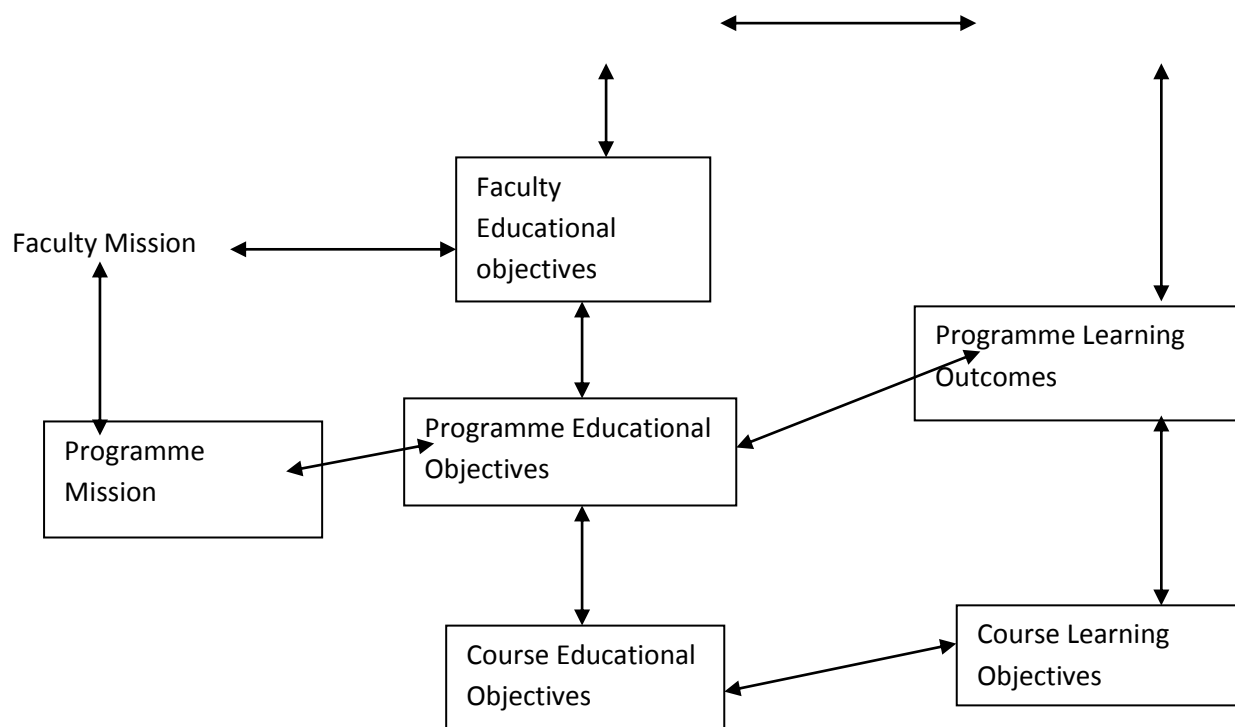 Faculty
Educational
objectives
Faculty Mission
Programme Learning
Outcomes
Programme Educational
Objectives
Programme
Mission
Course Educational
Objectives
Course Learning
Objectives